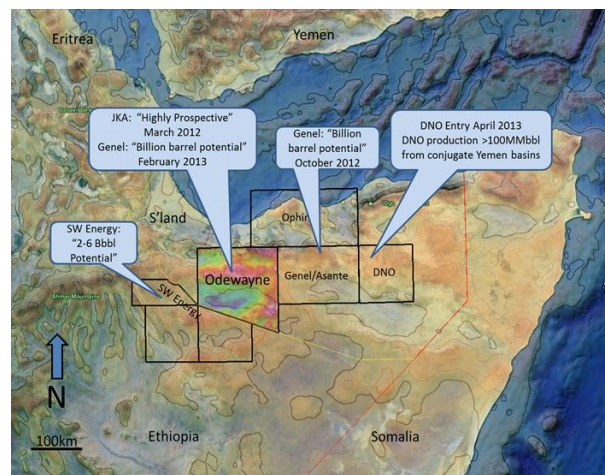 Eritrea
Yemen
JKA: “Highly Prospective”
March 2012
Genel: “Billion barrel potential”
February 2013
Genel: “Billion
barrel potential”
October 2012
DNO Entry April 2013
DNO production >100MMbbl
from conjugate Yemen basins
S'land
Ophir
SW Energy:
“2-6 Bbbl
Potential”
SW Energy
Odewayne
Genel/Asante
DNO
Ahmar Mountains
N
100km
Ethiopia
Somalia